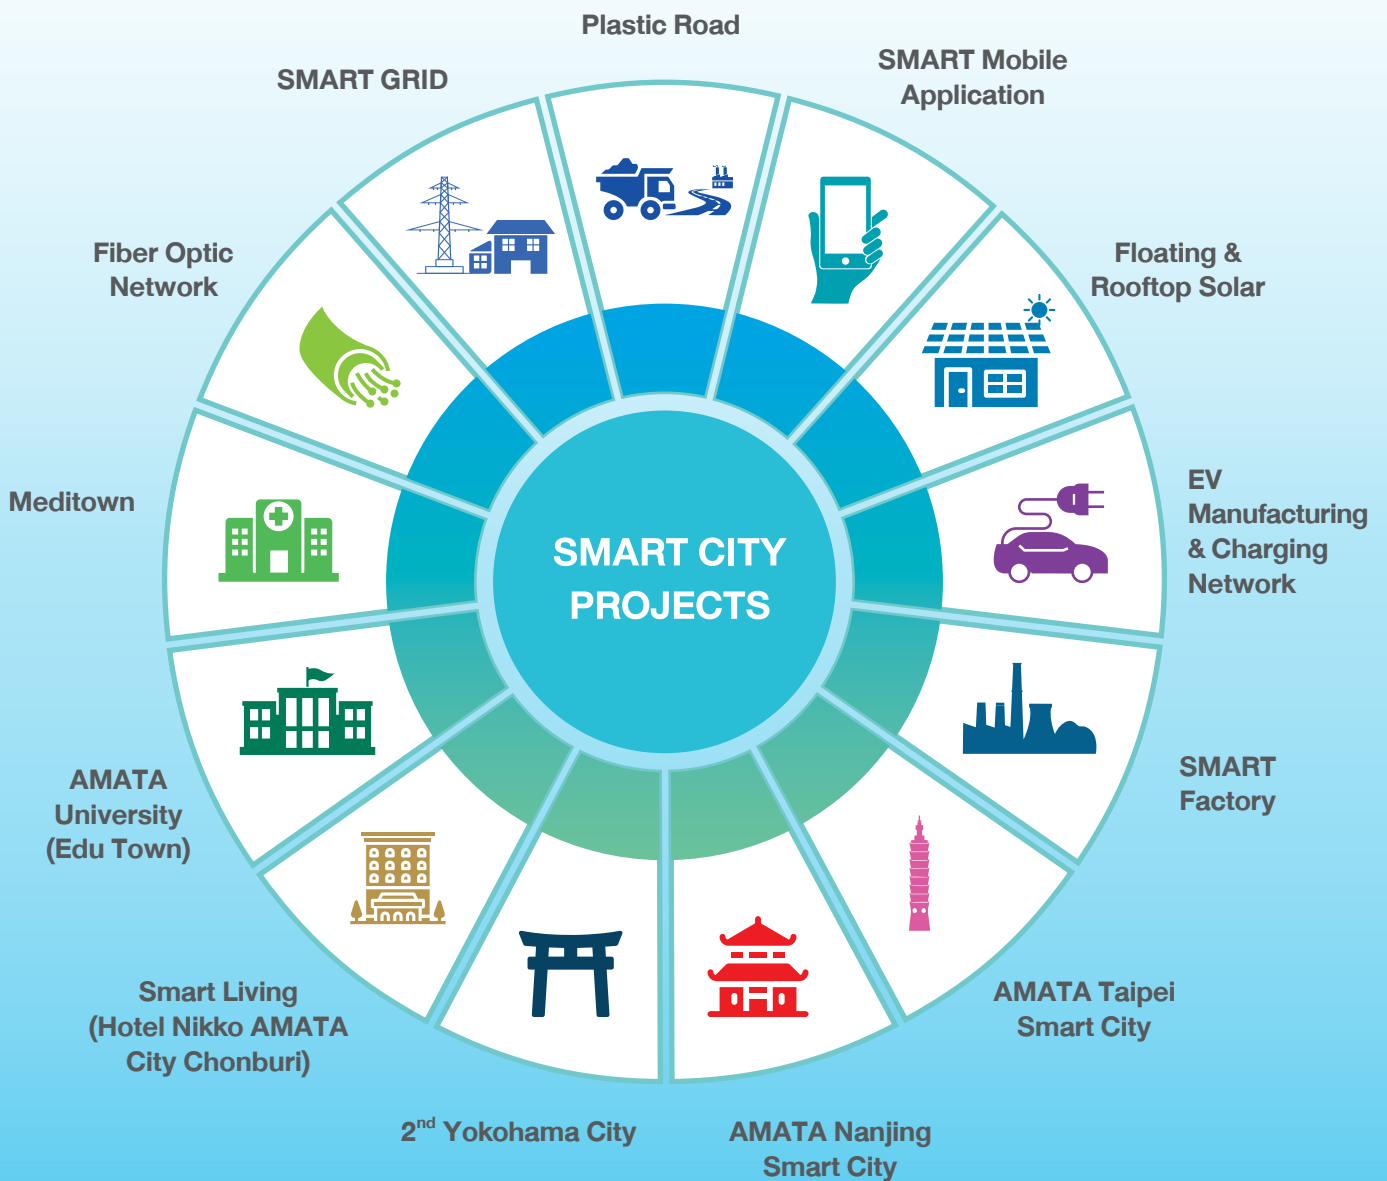 Plastic Road
SMART Mobile
Application
Floating &
Rooftop Solar
EV
Manufacturing
& Charging
Network
SMART
Factory
AMATA Taipei
Smart City
AMATA Nanjing
Smart City
2nd Yokohama City
Smart Living
(Hotel Nikko AMATA
City Chonburi)
AMATA
University
(Edu Town)
Meditown
Fiber Optic
Network
SMART GRID
SMART CITY
PROJECTS